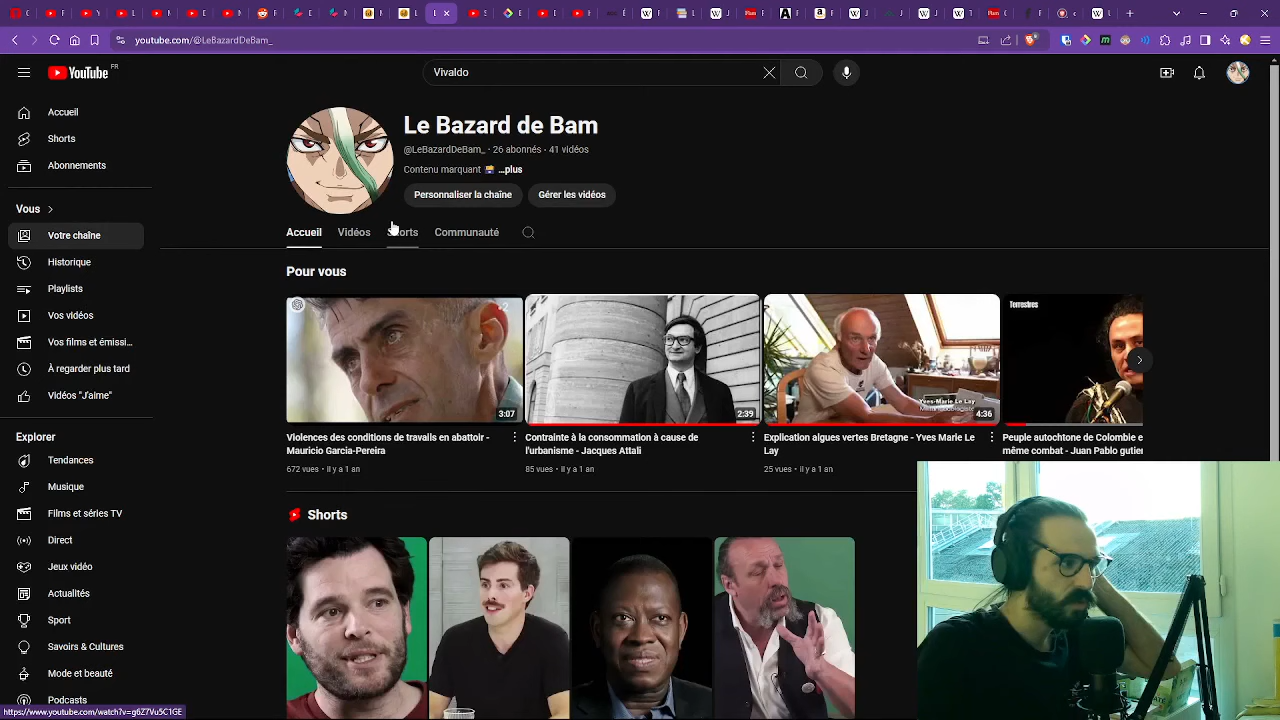 youtube.com/@LeBazardDeBam_
YouTube FR
Vivaldo
Accueil
Shorts
Abonnements
Vous
Votre chaîne
Historique
Playlists
Vos vidéos
Vos films et émissi...
À regarder plus tard
Vidéos "J'aime"
Explorer
Tendances
Musique
Films et séries TV
Direct
Jeux vidéo
Actualités
Sport
Savoirs & Cultures
Mode et beauté
Podcasts
Le Bazard de Bam
@LeBazardDeBam_ · 26 abonnés · 41 vidéos
Contenu marquant ...plus
Personnaliser la chaîne
Gérer les vidéos
Accueil
Vidéos
Shorts
Communauté
Pour vous
3:07
Violences des conditions de travails en abattoir -
Mauricio Garcia-Pereira
672 vues · il y a 1 an
2:39
Contrainte à la consommation à cause de
l'urbanisme - Jacques Attali
85 vues · il y a 1 an
Yves-Marie Le Lay
4:36
Explication algues vertes Bretagne - Yves Marie Le
Lay
25 vues · il y a 1 an
Terrestres
Peuple autochtone de Colombie e
même combat - Juan Pablo gutier
Shorts
https://www.youtube.com/watch?v=g6Z7Vu5C1GE